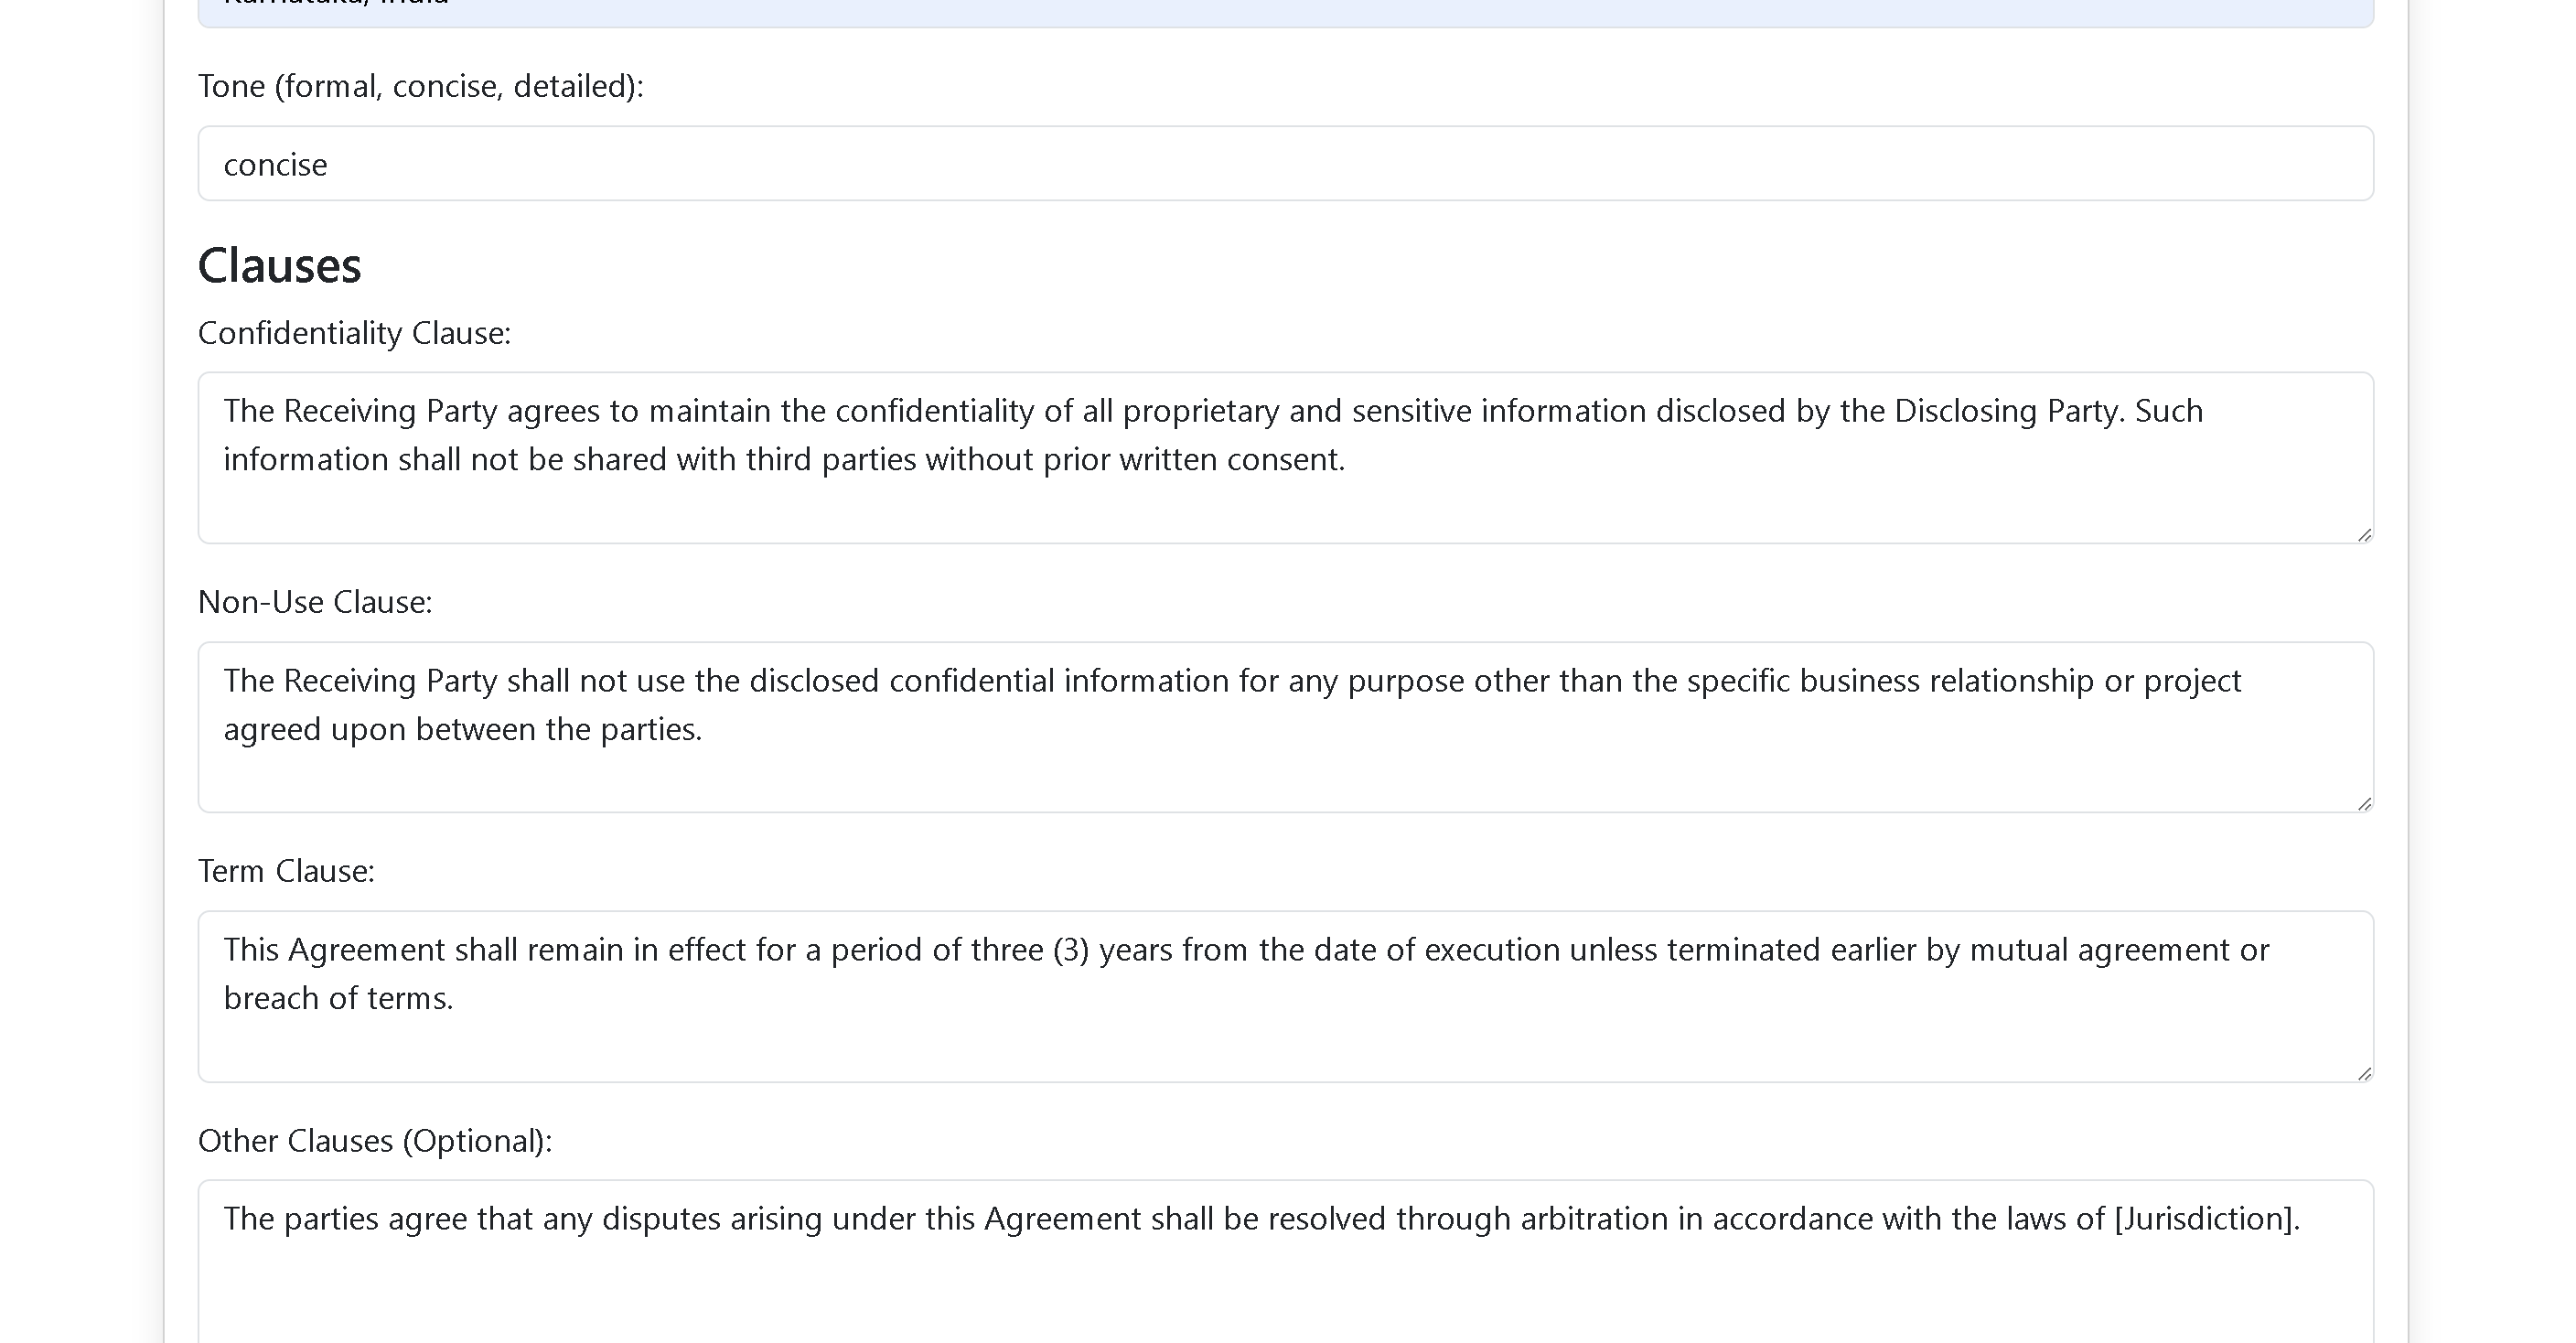 Karnataka, India
Tone (formal, concise, detailed):
concise
Clauses
Confidentiality Clause:
The Receiving Party agrees to maintain the confidentiality of all proprietary and sensitive information disclosed by the Disclosing Party. Such
information shall not be shared with third parties without prior written consent.
Non-Use Clause:
The Receiving Party shall not use the disclosed confidential information for any purpose other than the specific business relationship or project
agreed upon between the parties.
Term Clause:
This Agreement shall remain in effect for a period of three (3) years from the date of execution unless terminated earlier by mutual agreement or
breach of terms.
Other Clauses (Optional):
The parties agree that any disputes arising under this Agreement shall be resolved through arbitration in accordance with the laws of [Jurisdiction].